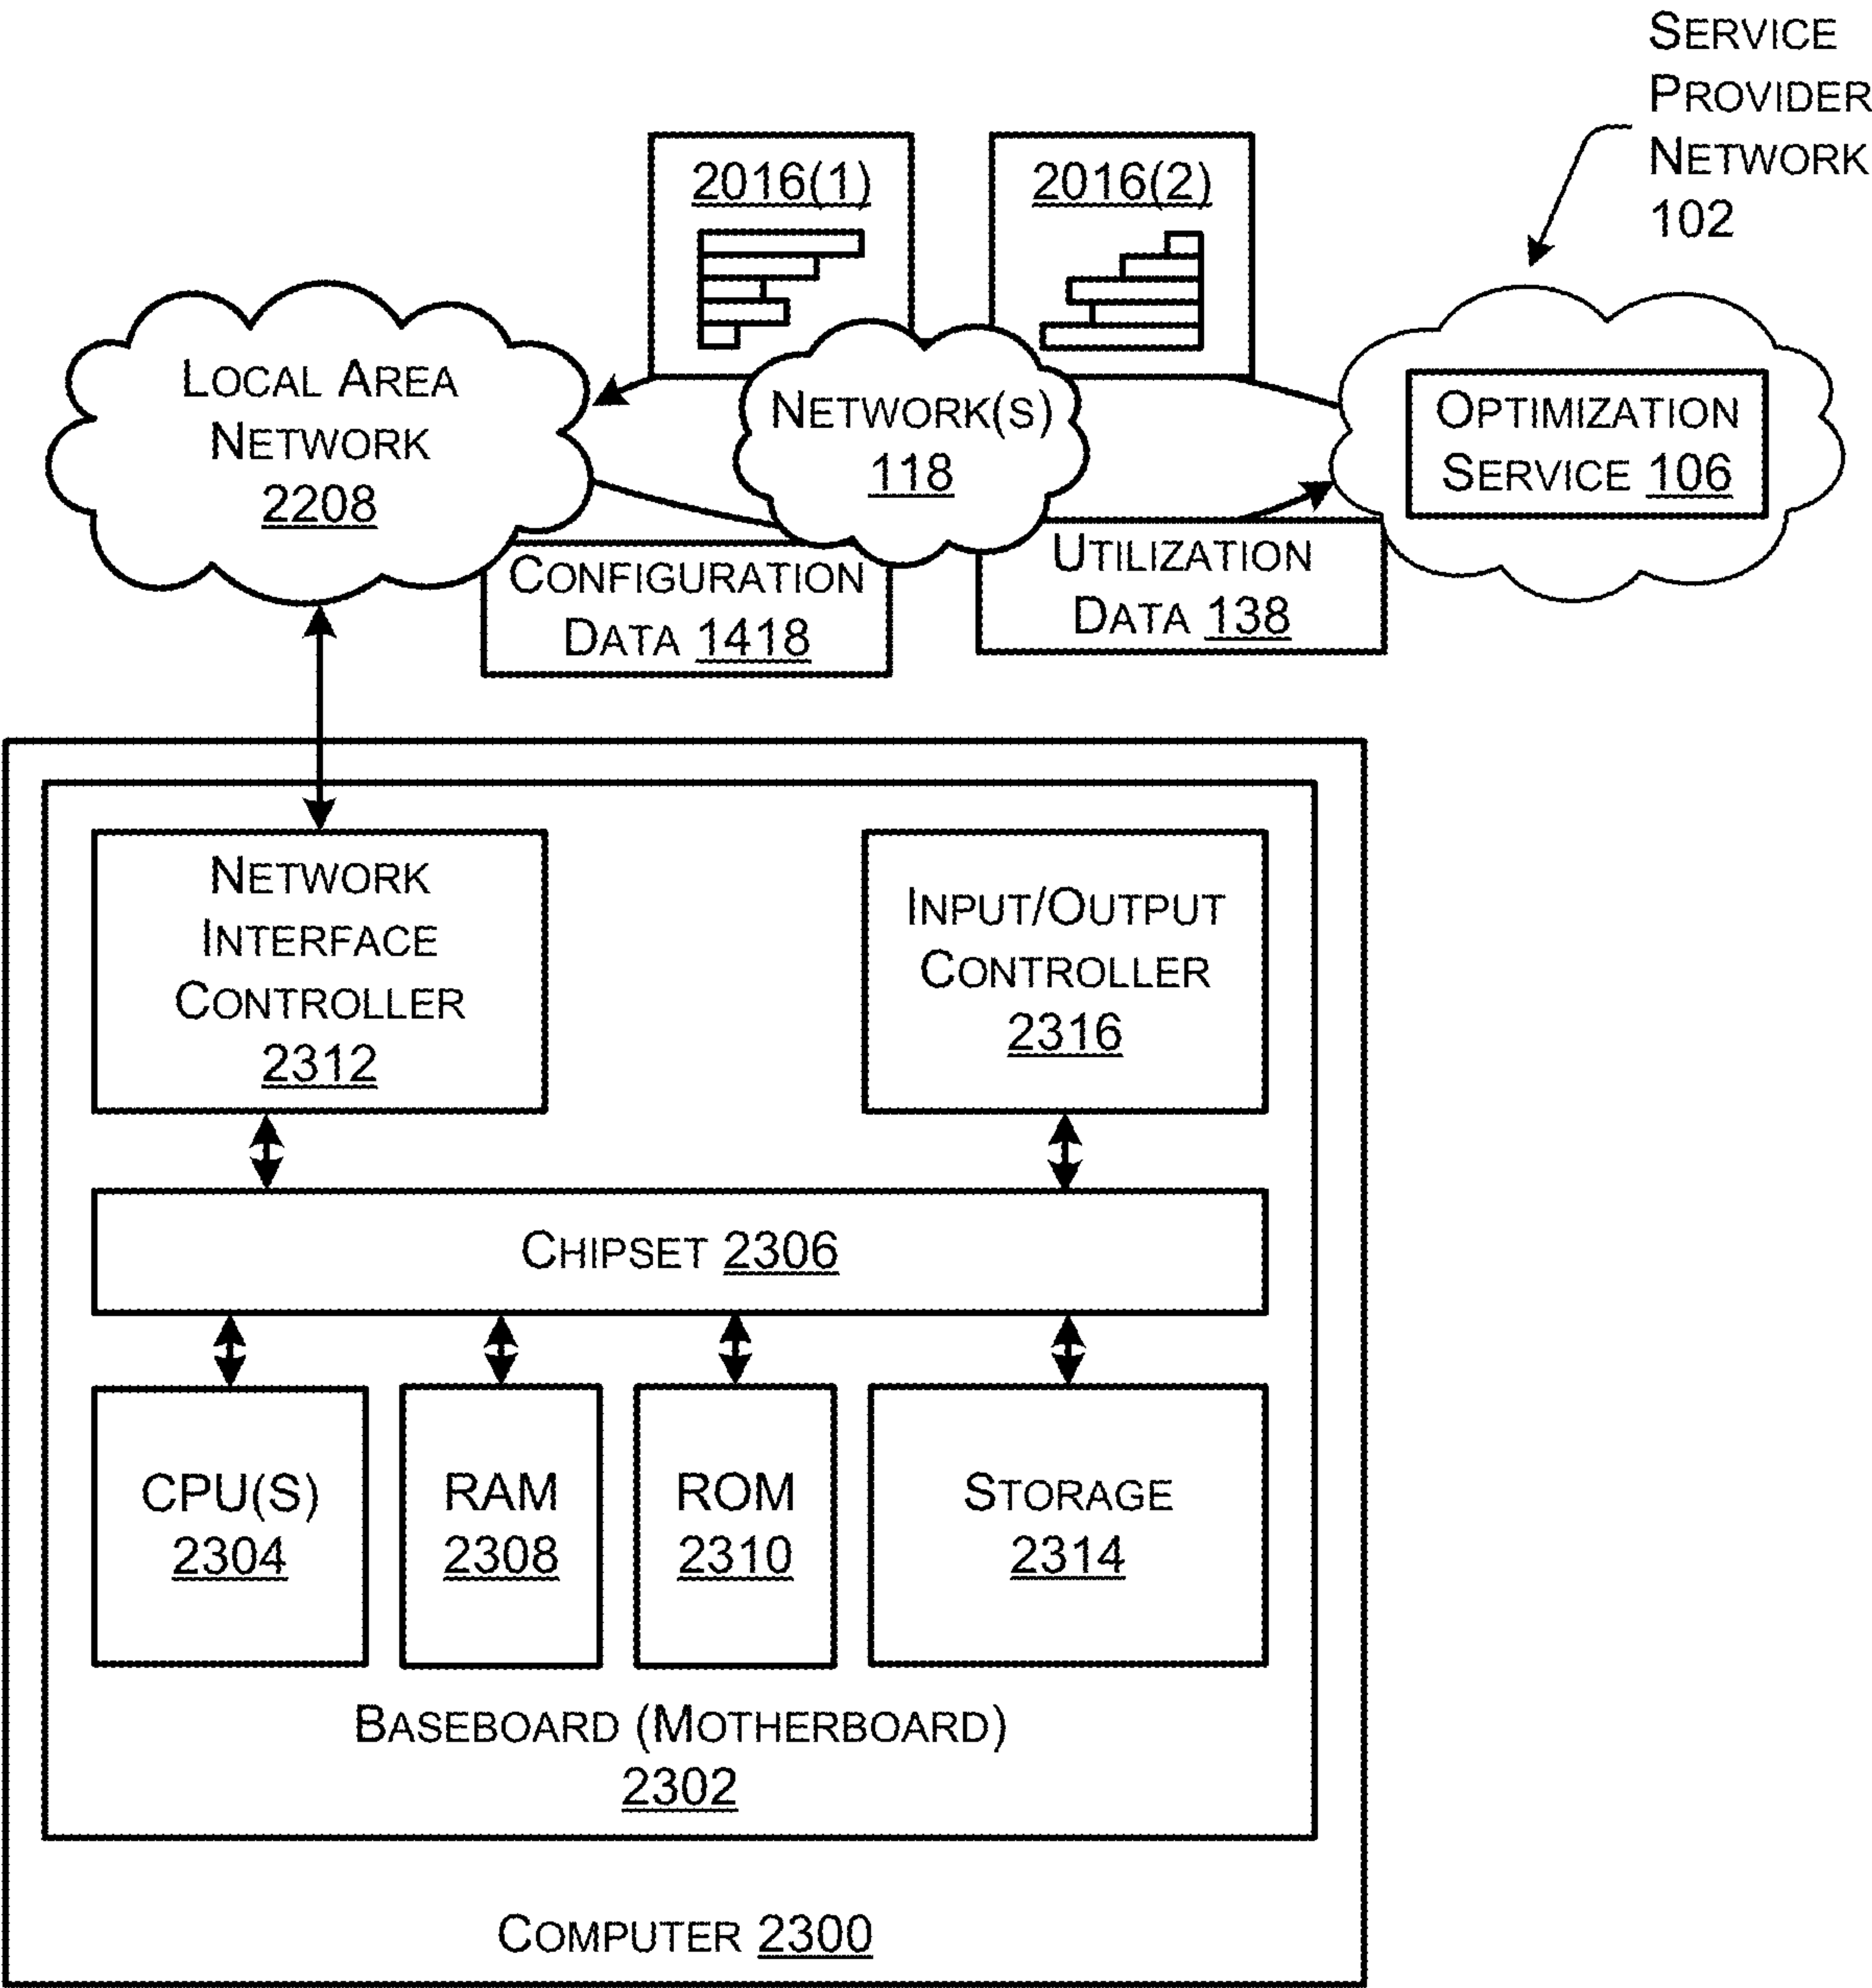 SERVICE
PROVIDER
NETWORK
102
2016(1)
2016(2)
LOCAL AREA
NETWORK
2208
NETWORK(S)
118
OPTIMIZATION
SERVICE 106
CONFIGURATION
DATA 1418
UTILIZATION
DATA 138
NETWORK
INTERFACE
CONTROLLER
2312
INPUT/OUTPUT
CONTROLLER
2316
CHIPSET 2306
CPU(S)
2304
RAM
2308
ROM
2310
STORAGE
2314
BASEBOARD (MOTHERBOARD)
2302
COMPUTER 2300